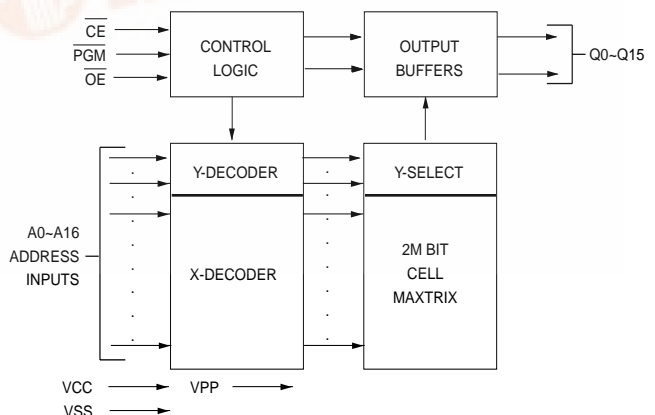 CE
PGM
OE
CONTROL
LOGIC
OUTPUT
BUFFERS
Q0~Q15
A0~A16
ADDRESS
INPUTS
Y-DECODER
X-DECODER
Y-SELECT
2M BIT
CELL
MAXTRIX
VCC
VPP
VSS